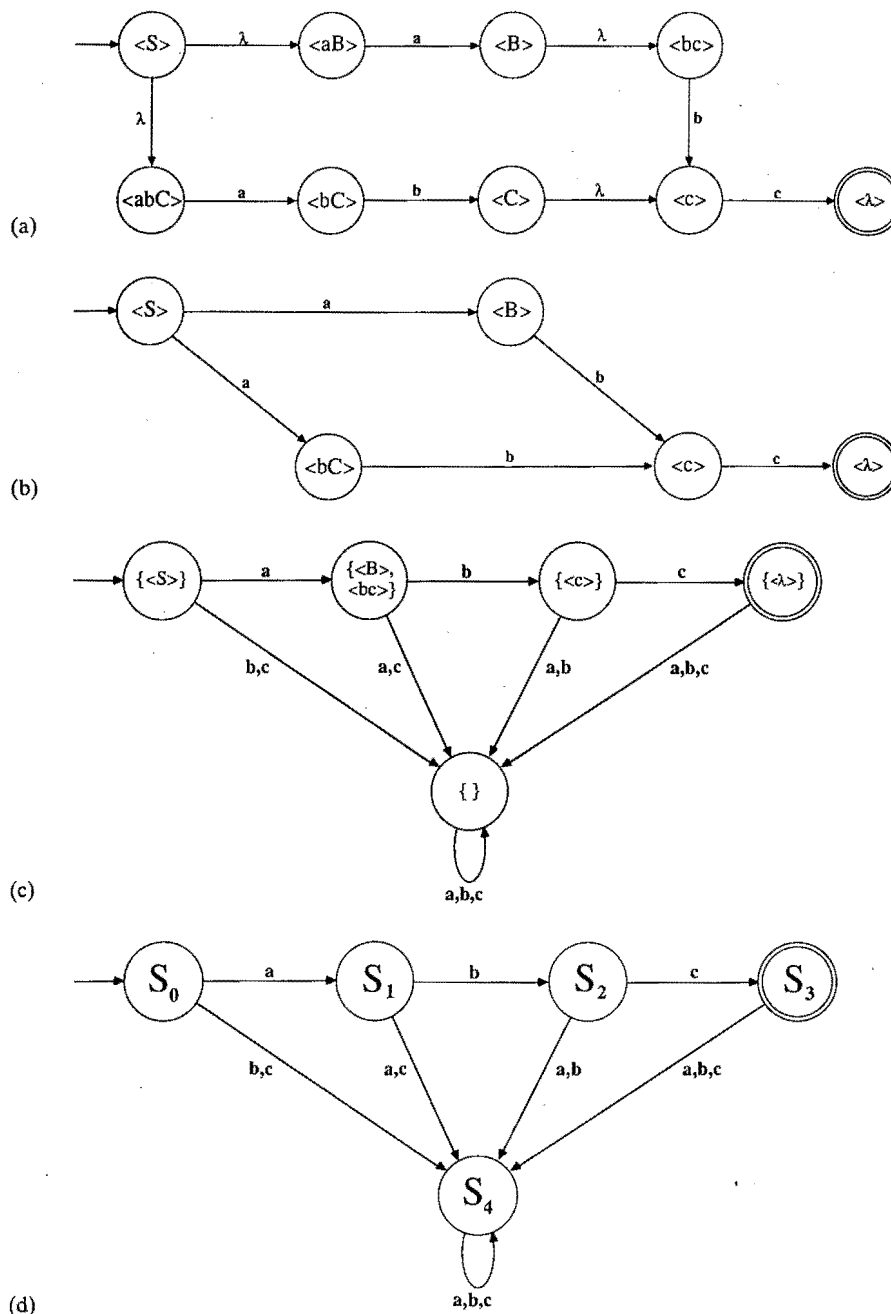 <S> λ <aB> a <B> λ <bc>
λ b
<abC> a <bC> b <C> λ <c> c <λ>
(a)
<S> a <B>
a b
<bC> b <c> c <λ>
(b)
{<S>} a {<B>, <bc>} b {<c>} c {<λ>}
b,c a,c a,b a,b,c
{ }
a,b,c
(c)
S₀ a S₁ b S₂ c S₃
b,c a,c a,b a,b,c
S₄
a,b,c
(d)